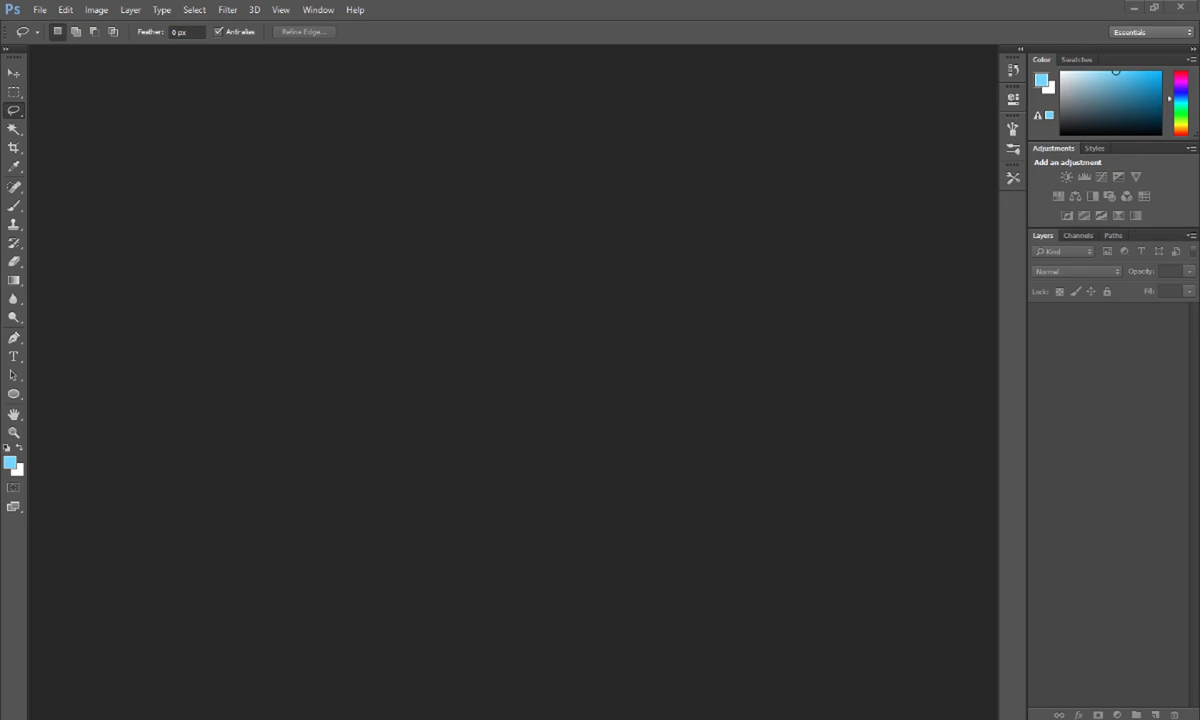 Ps File Edit Image Layer Type Select Filter 3D View Window Help
Feather: 0 px Anti-alias Refine Edge... Essentials
Color Swatches
Adjustments Styles
Add an adjustment
Layers Channels Paths
Kind
Normal Opacity:
Lock: Fill: